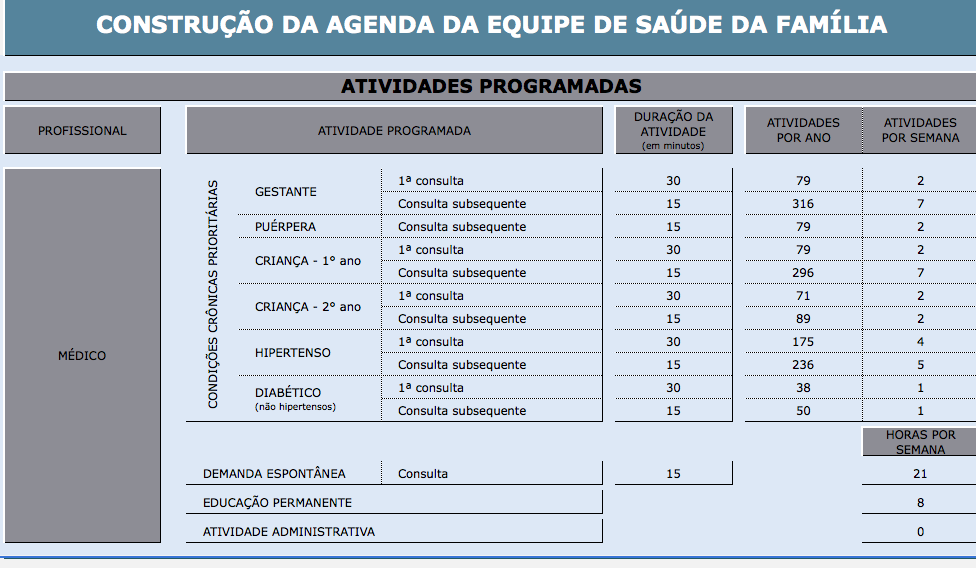 CONSTRUÇÃO DA AGENDA DA EQUIPE DE SAÚDE DA FAMÍLIA
ATIVIDADES PROGRAMADAS
PROFISSIONAL
ATIVIDADE PROGRAMADA
DURAÇÃO DA
ATIVIDADE
(em minutos)
ATIVIDADES
POR ANO
ATIVIDADES
POR SEMANA
MÉDICO
CONDIÇÕES CRÔNICAS PRIORITÁRIAS
GESTANTE
1ª consulta 30 79 2
Consulta subsequente 15 316 7
PUÉRPERA Consulta subsequente 15 79 2
CRIANÇA - 1º ano
1ª consulta 30 79 2
Consulta subsequente 15 296 7
CRIANÇA - 2º ano
1ª consulta 30 71 2
Consulta subsequente 15 89 2
HIPERTENSO
1ª consulta 30 175 4
Consulta subsequente 15 236 5
DIABÉTICO
(não hipertensos)
1ª consulta 30 38 1
Consulta subsequente 15 50 1
HORAS POR
SEMANA
DEMANDA ESPONTÂNEA Consulta 15 21
EDUCAÇÃO PERMANENTE 8
ATIVIDADE ADMINISTRATIVA 0